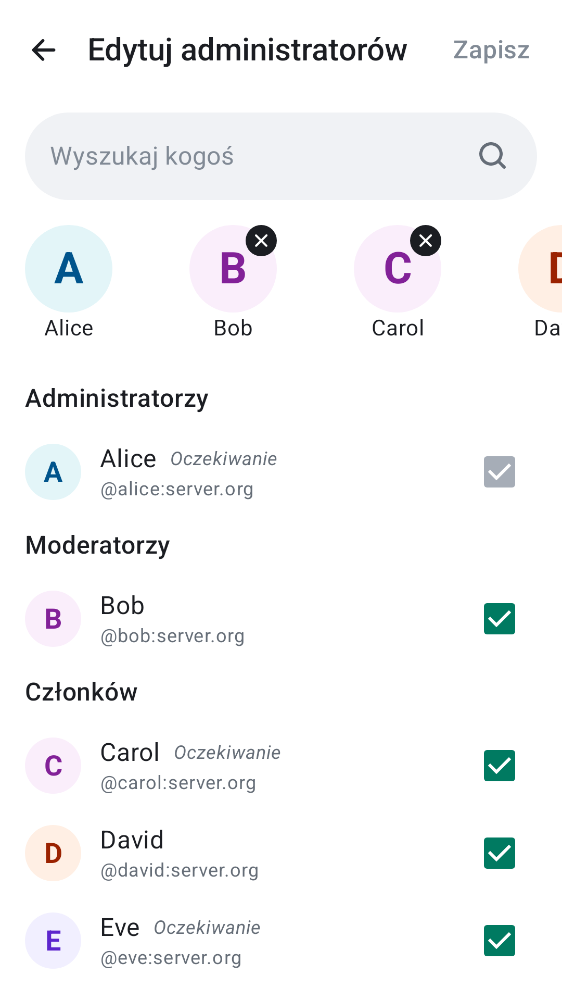 Edytuj administratorów
Zapisz
Wyszukaj kogoś
A
B
C
D
Alice
Bob
Carol
Da
Administratorzy
A
Alice Oczekiwanie
@alice:server.org
Moderatorzy
B
Bob
@bob:server.org
Członków
C
Carol Oczekiwanie
@carol:server.org
D
David
@david:server.org
E
Eve Oczekiwanie
@eve:server.org